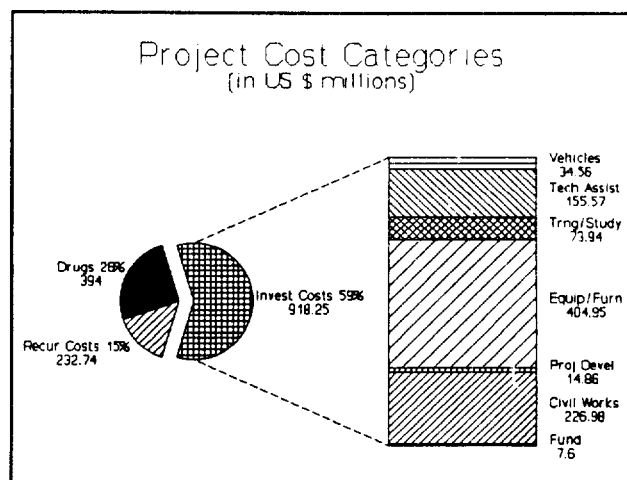 Project Cost Categories
(in US $ millions)
Drugs 26%
394
Recur Costs 15%
232.74
Invest Costs 59%
918.25
Vehicles
34.56
Tech Assist
155.57
Trng/Study
73.94
Equip/Furn
404.95
Proj Devel
14.86
Civil Works
226.98
Fund
7.6